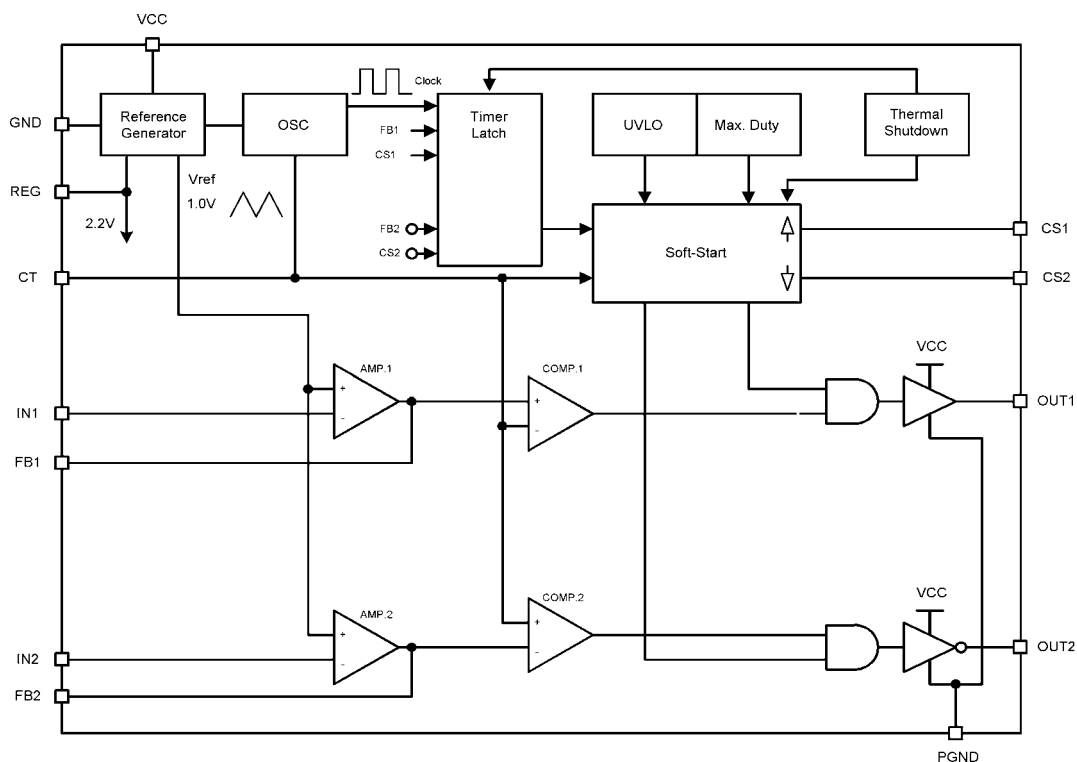 VCC
Clock
GND
Reference
Generator
OSC
FB1
CS1
Timer
Latch
UVLO
Max. Duty
Thermal
Shutdown
REG
2.2V
Vref
1.0V
FB2
CS2
Soft-Start
CS1
CT
CS2
VCC
AMP.1
COMP.1
+
-
+
-
IN1
OUT1
FB1
VCC
AMP.2
COMP.2
+
-
+
-
IN2
OUT2
FB2
PGND